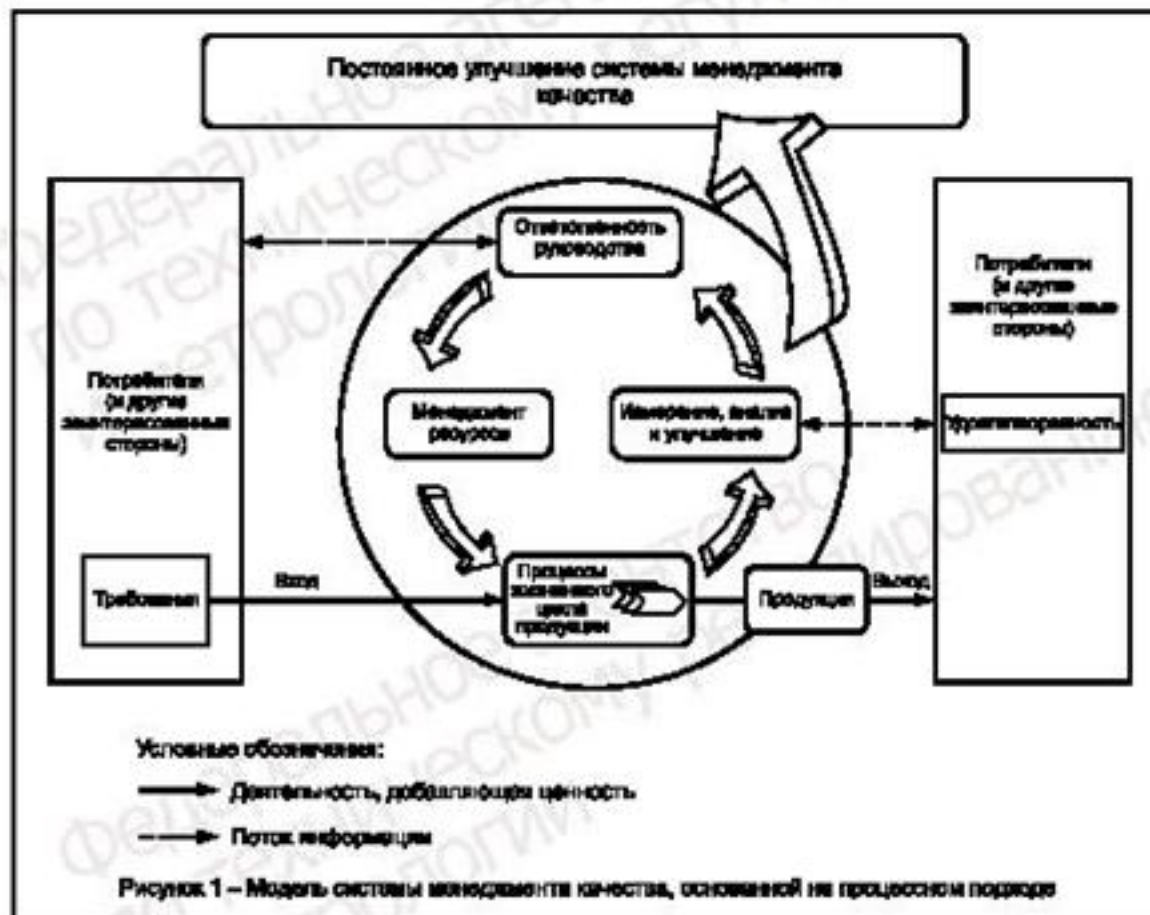 Постоянное улучшение системы менеджмента
качества
Ответственность
руководства
Потребители
(и другие
заинтересованные
стороны)
Потребители
(и другие
заинтересованные
стороны)
Менеджмент
ресурсов
Измерение, анализ
и улучшение
Удовлетворенность
Требования
Вход
Процессы
жизненного
цикла
продукции
Продукция
Выход
Условные обозначения:
Деятельность, добавляющая ценность
Поток информации
Рисунок 1 – Модель системы менеджмента качества, основанной на процессном подходе